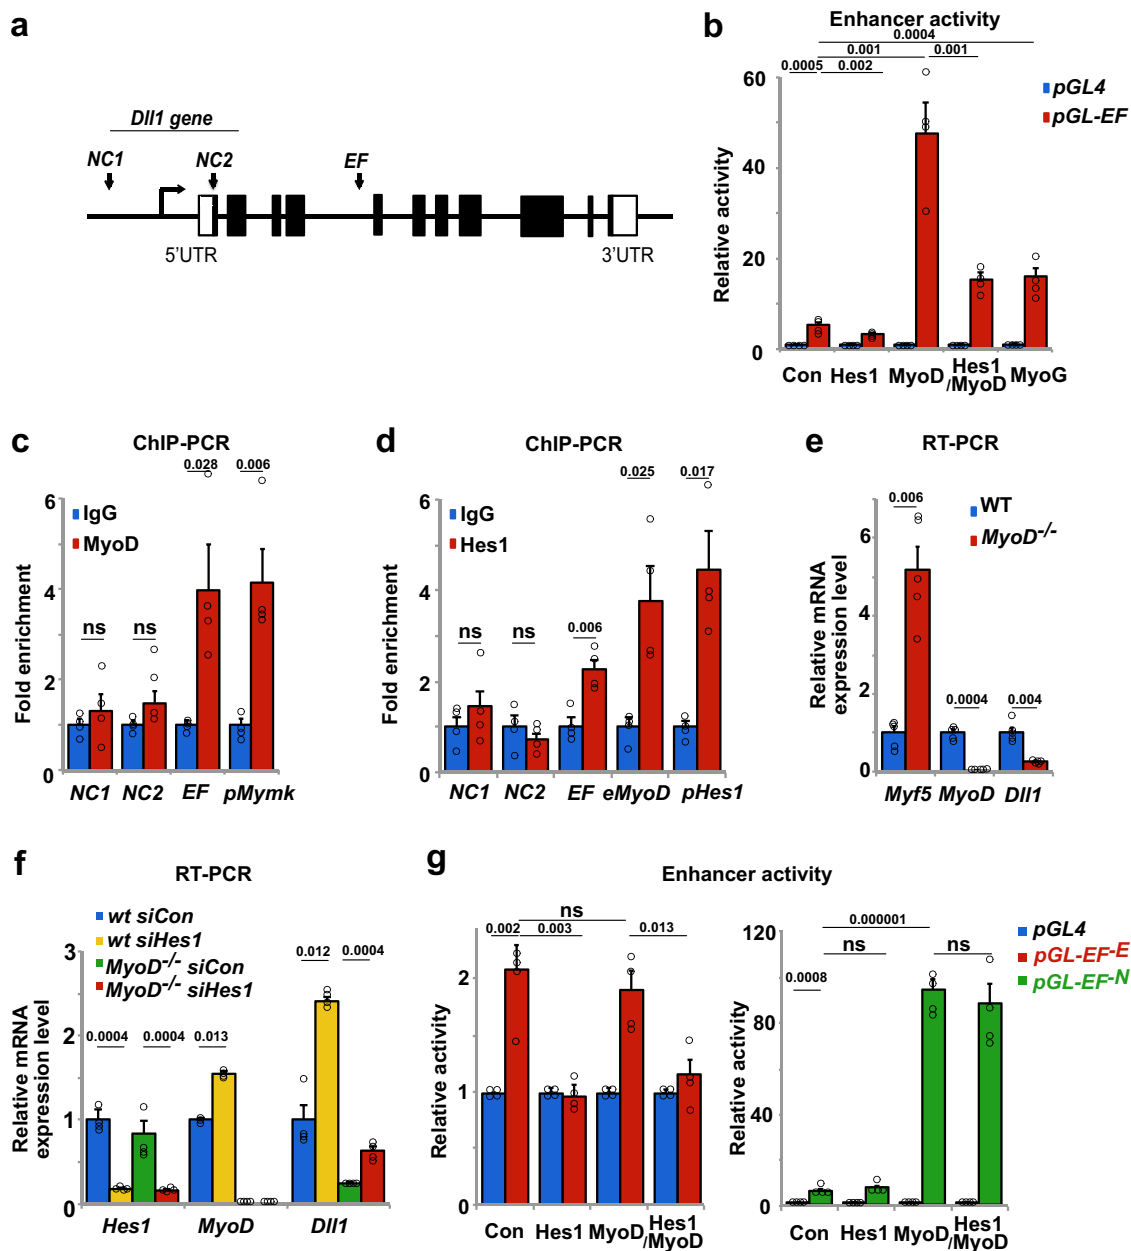 a
Dll1 gene
NC1
NC2
EF
5'UTR
3'UTR
b
Enhancer activity
0.0004
0.001
0.001
0.0005
0.002
pGL4
pGL-EF
Relative activity
60
40
20
0
Con
Hes1
MyoD
Hes1
/MyoD
MyoG
c
ChIP-PCR
0.028
0.006
IgG
MyoD
ns
ns
Fold enrichment
6
4
2
0
NC1
NC2
EF
pMymk
d
ChIP-PCR
0.025
0.017
IgG
Hes1
ns
ns
0.006
Fold enrichment
6
4
2
0
NC1
NC2
EF
eMyoD
pHes1
e
RT-PCR
0.006
WT
MyoD-/-
0.0004
0.004
Relative mRNA
expression level
6
4
2
0
Myf5
MyoD
Dll1
f
RT-PCR
wt siCon
wt siHes1
MyoD-/- siCon
MyoD-/- siHes1
0.0004
0.0004
0.013
0.012
0.0004
Relative mRNA
expression level
3
2
1
0
Hes1
MyoD
Dll1
g
Enhancer activity
ns
0.002
0.003
0.013
Relative activity
2
1
0
Con
Hes1
MyoD
Hes1
/MyoD
0.000001
ns
ns
0.0008
pGL4
pGL-EF-E
pGL-EF-N
Relative activity
120
80
40
0
Con
Hes1
MyoD
Hes1
/MyoD